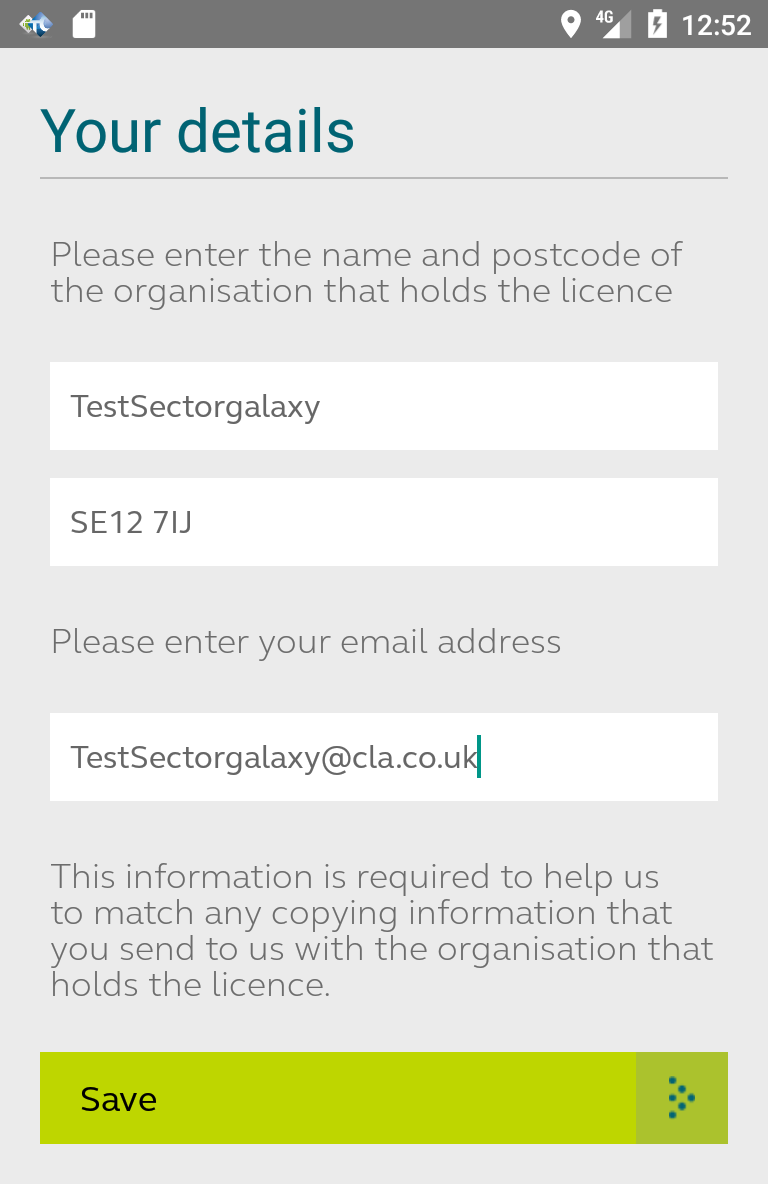 4G 12:52
Your details
Please enter the name and postcode of
the organisation that holds the licence
TestSectorgalaxy
SE12 7IJ
Please enter your email address
TestSectorgalaxy@cla.co.uk
This information is required to help us
to match any copying information that
you send to us with the organisation that
holds the licence.
Save